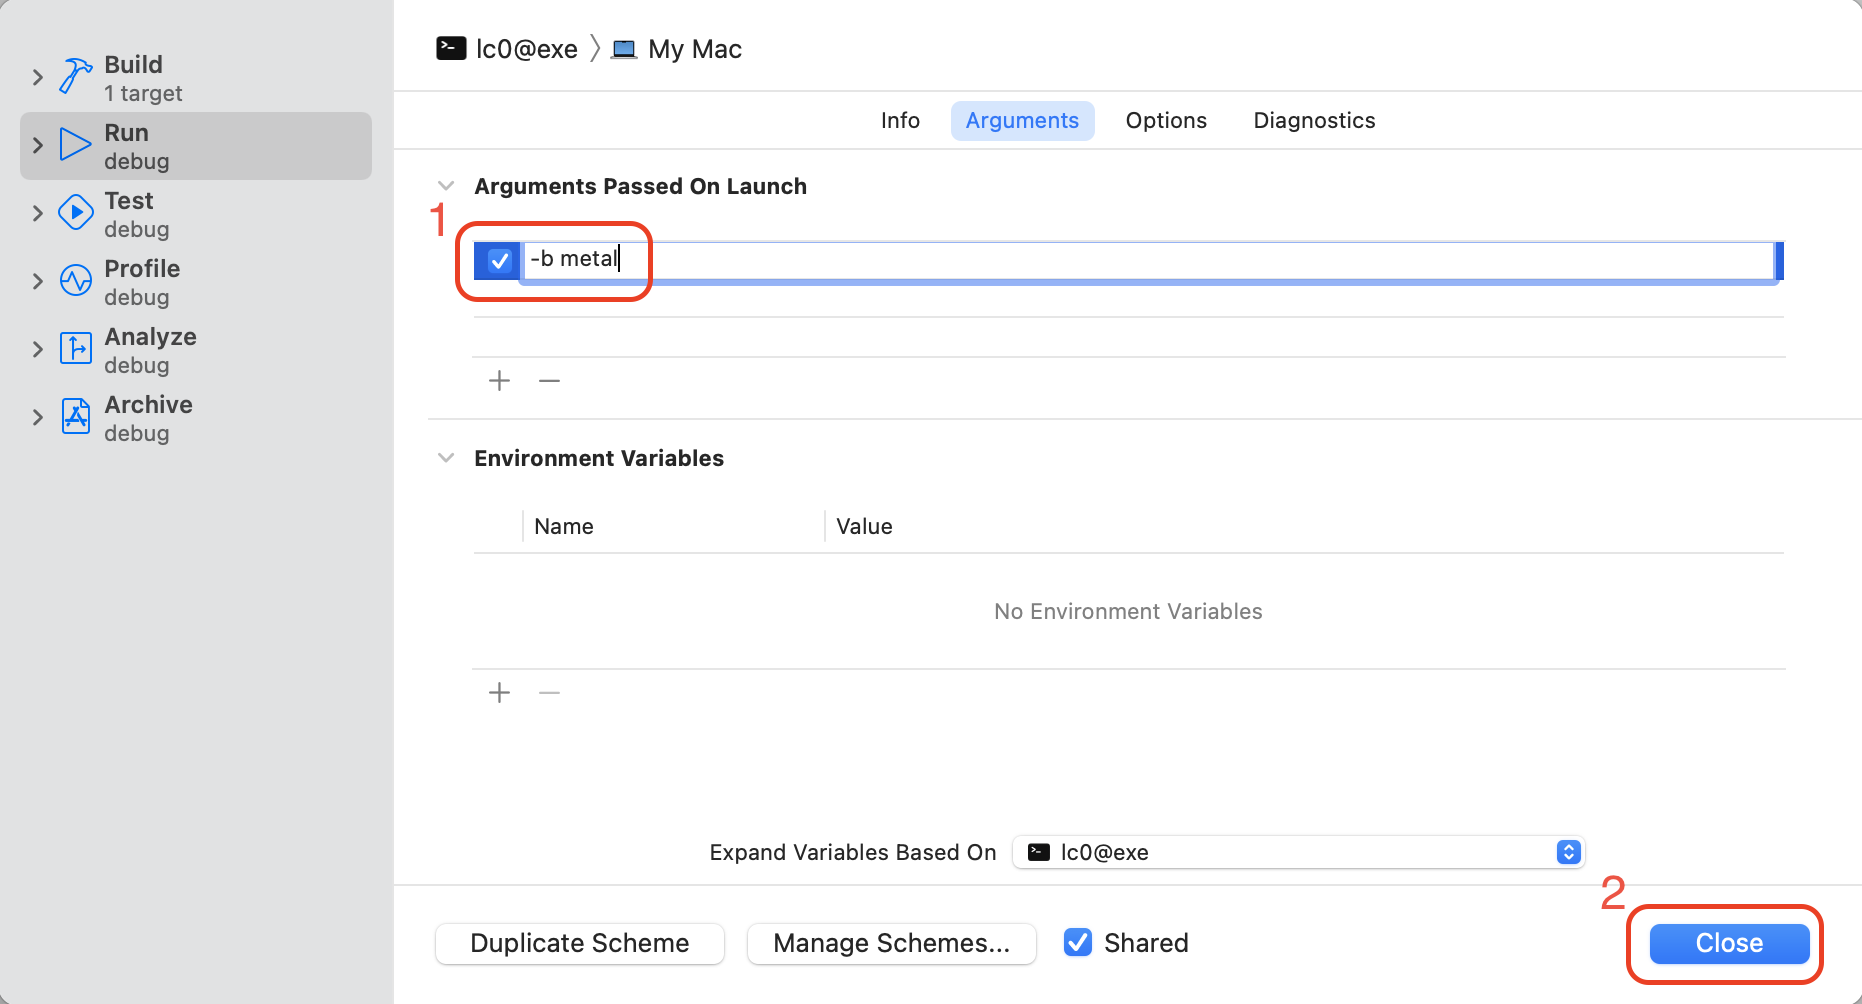 Build
1 target
Run
debug
Test
debug
Profile
debug
Analyze
debug
Archive
debug
lc0@exe My Mac
Info Arguments Options Diagnostics
Arguments Passed On Launch
1
-b metal
Environment Variables
Name Value
No Environment Variables
Expand Variables Based On lc0@exe
2
Duplicate Scheme Manage Schemes... Shared Close